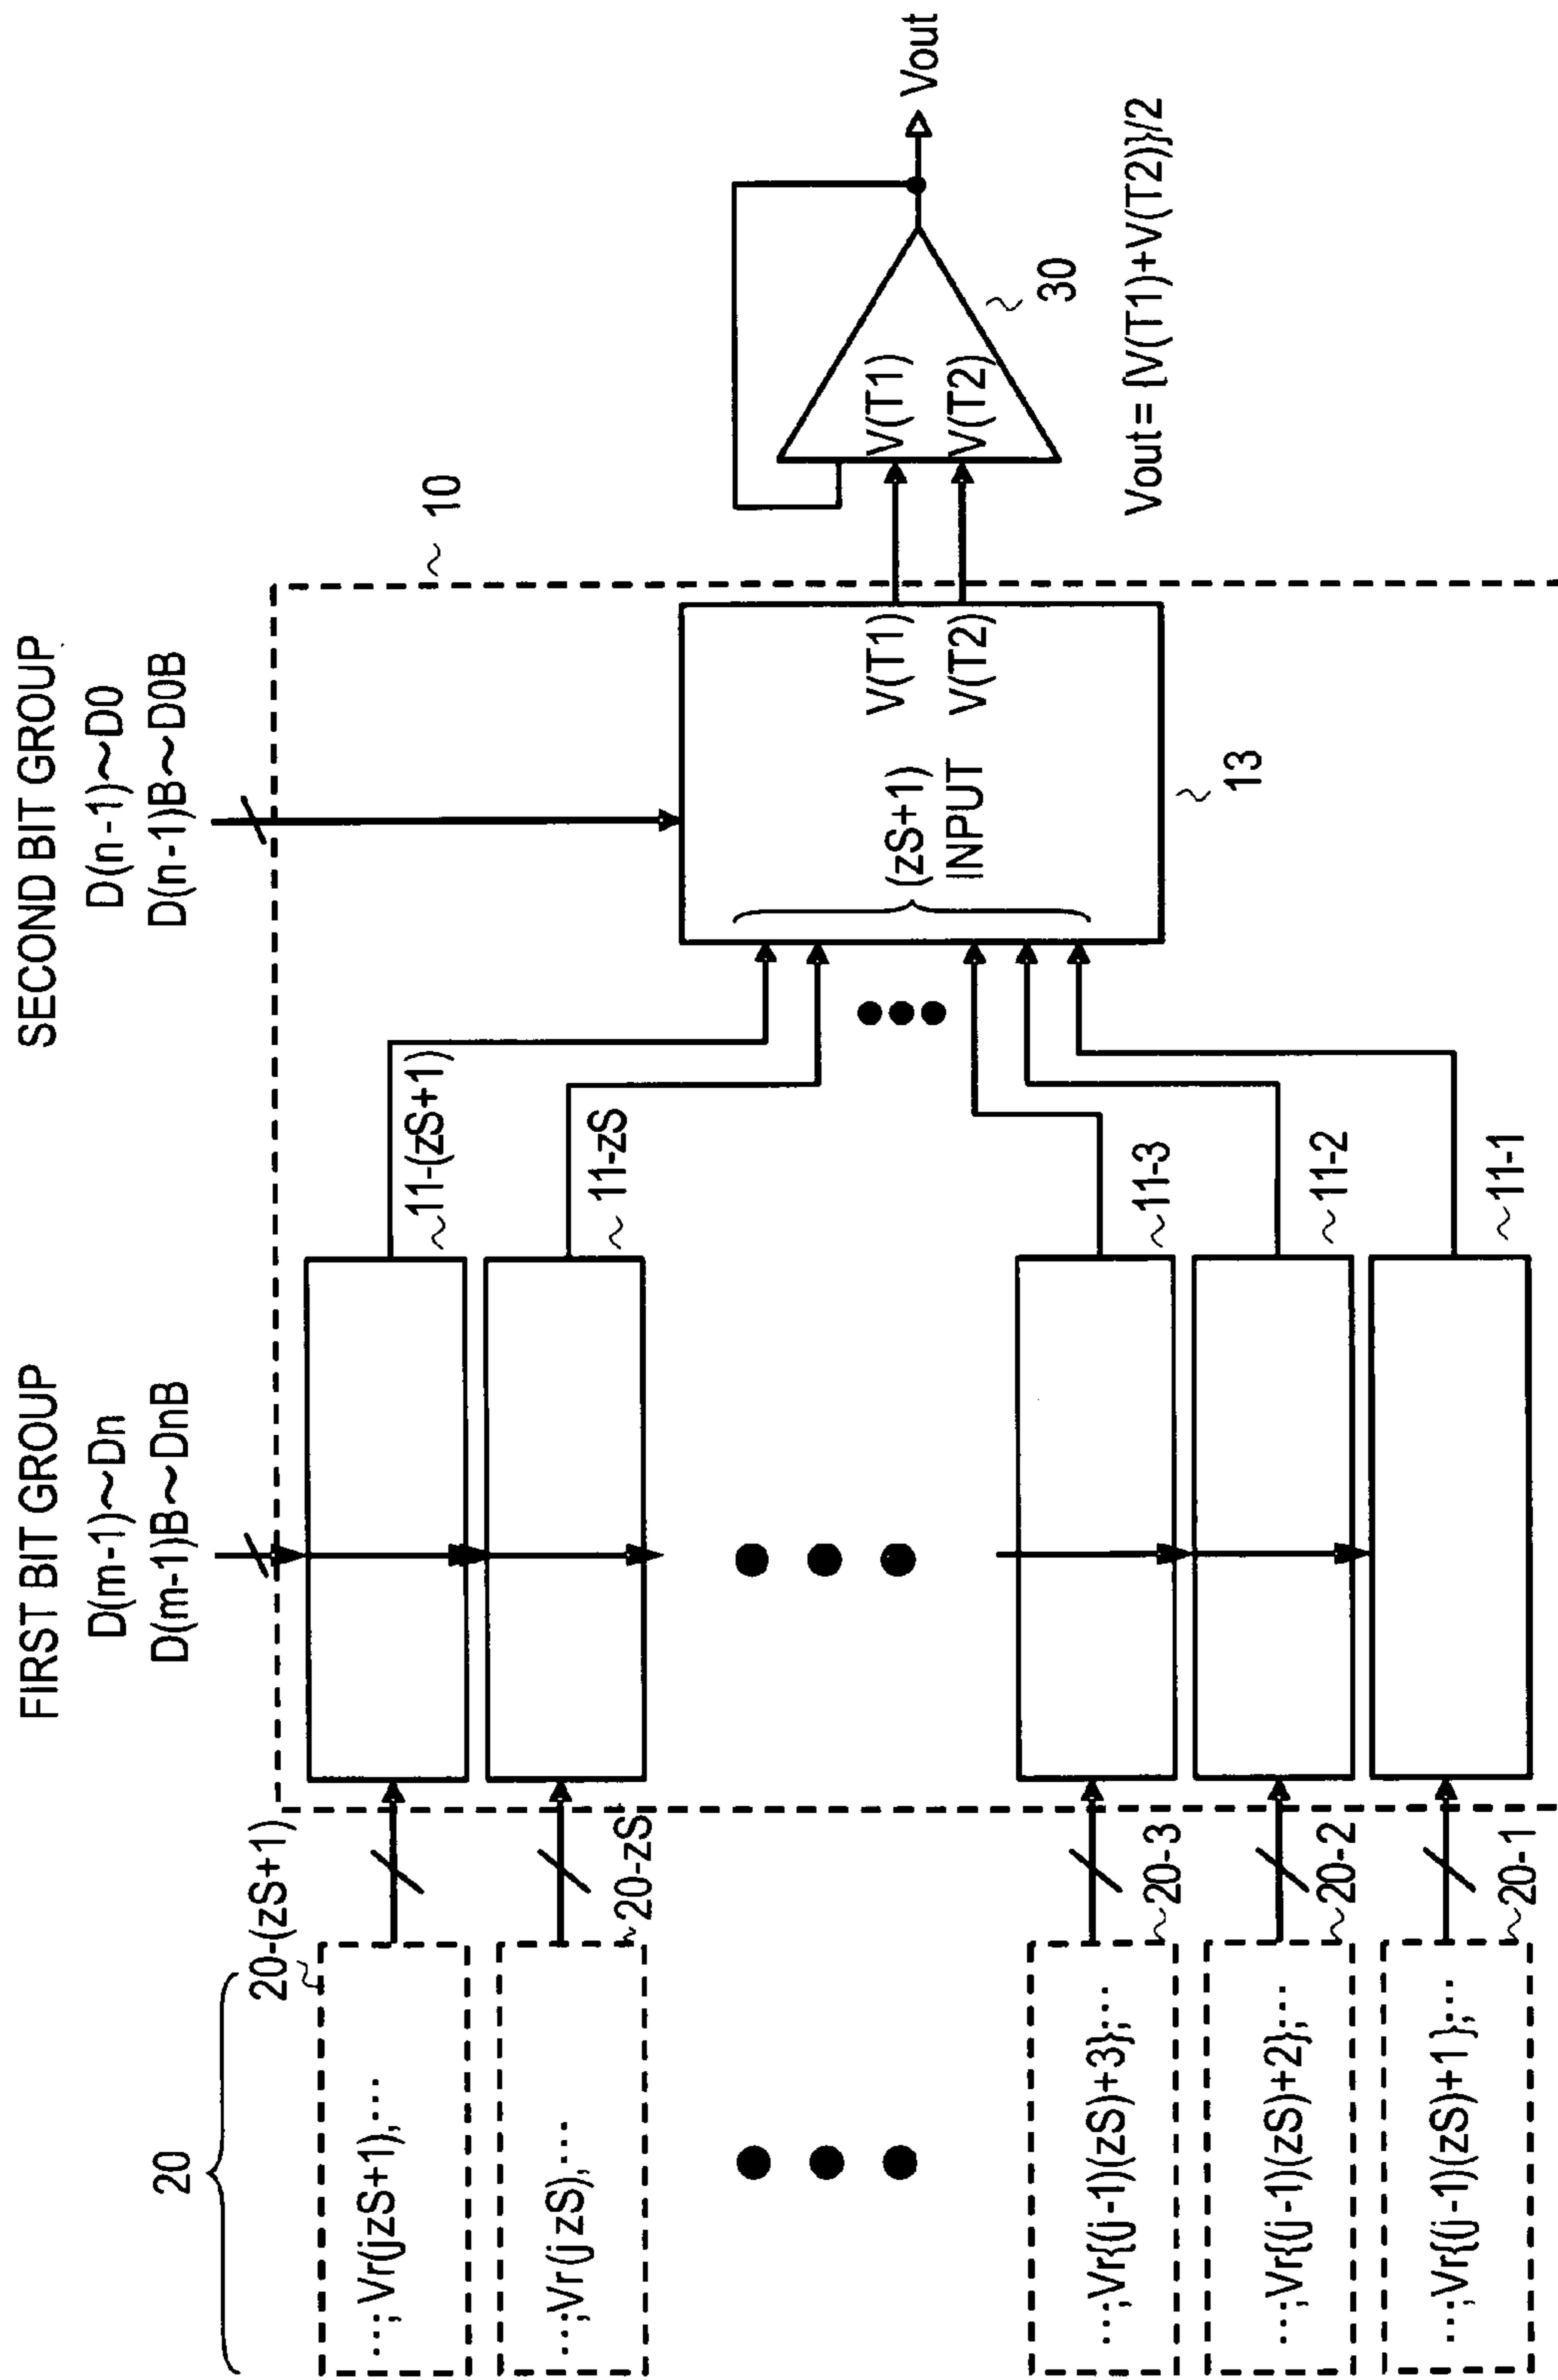 FIRST BIT GROUP
D(m-1)~Dn
D(m-1)B~DnB
SECOND BIT GROUP
D(n-1)~D0
D(n-1)B~D0B
20
20-(zS+1)
···; Vr(jzS+1),···
11-(zS+1)
10
···;Vr(j zS),···
20-zS
11-zS
(zS+1)
INPUT
V(T1)
V(T2)
13
V(T1)
V(T2)
30
Vout
Vout = {V(T1)+V(T2)}/2
···;Vr{(j-1)(zS)+3},···
20-3
11-3
···;Vr{(j-1)(zS)+2},···
20-2
11-2
···;Vr{(j-1)(zS)+1},···
20-1
11-1